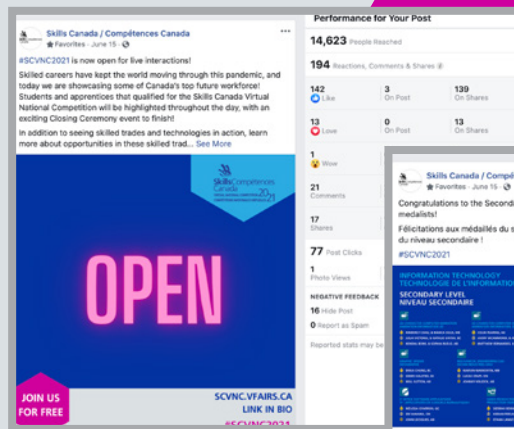 Skills Canada / Compétences Canada
Favorites · June 15
#SCVNC2021 is now open for live interactions!
Skilled careers have kept the world moving through this pandemic, and
today we are showcasing some of Canada's top future workforce!
Students and apprentices that qualified for the Skills Canada Virtual
National Competition will be highlighted throughout the day, with an
exciting Closing Ceremony event to finish!
In addition to seeing skilled trades and technologies in action, learn
more about opportunities in these skilled trad... See More
Skills Compétences
Canada
2021
OPEN
JOIN US
FOR FREE
SCVNC.VFAIRS.CA
LINK IN BIO
#SCVNC2021
Performance for Your Post
14,623 People Reached
194 Reactions, Comments & Shares
142 3 139
Like On Post On Shares
13 0 13
Love On Post On Shares
1
Wow
21
Comments
17
Shares
77 Post Clicks
1
Photo Views
NEGATIVE FEEDBACK
16 Hide Post
0 Report as Spam
Reported stats may be
Skills Canada / Compé
Favorites · June 15
Congratulations to the Second
medalists!
Félicitations aux médaillés du s
du niveau secondaire !
#SCVNC2021
INFORMATION TECHNOLOGY
TECHNOLOGIE DE L'INFORMATION
SECONDARY LEVEL
NIVEAU SECONDAIRE